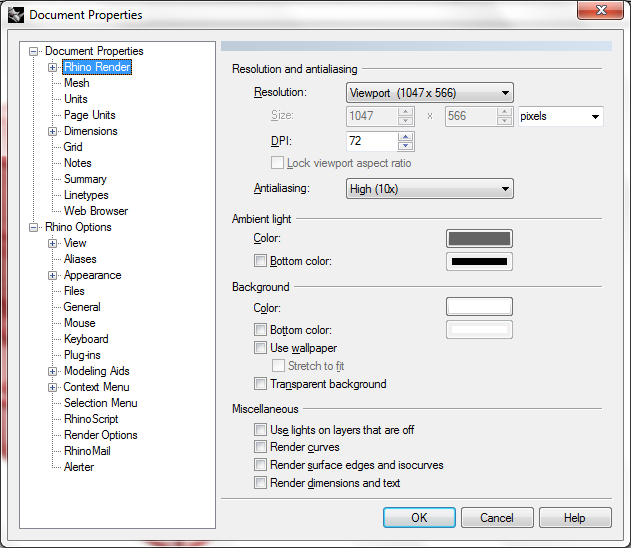 Document Properties
Document Properties
Rhino Render
Mesh
Units
Page Units
Dimensions
Grid
Notes
Summary
Linetypes
Web Browser
Rhino Options
View
Aliases
Appearance
Files
General
Mouse
Keyboard
Plug-ins
Modeling Aids
Context Menu
Selection Menu
RhinoScript
Render Options
RhinoMail
Alerter
Resolution and antialiasing
Resolution: Viewport (1047 x 566)
Size: 1047 x 566 pixels
DPI: 72
Lock viewport aspect ratio
Antialiasing: High (10x)
Ambient light
Color:
Bottom color:
Background
Color:
Bottom color:
Use wallpaper
Stretch to fit
Transparent background
Miscellaneous
Use lights on layers that are off
Render curves
Render surface edges and isocurves
Render dimensions and text
OK Cancel Help